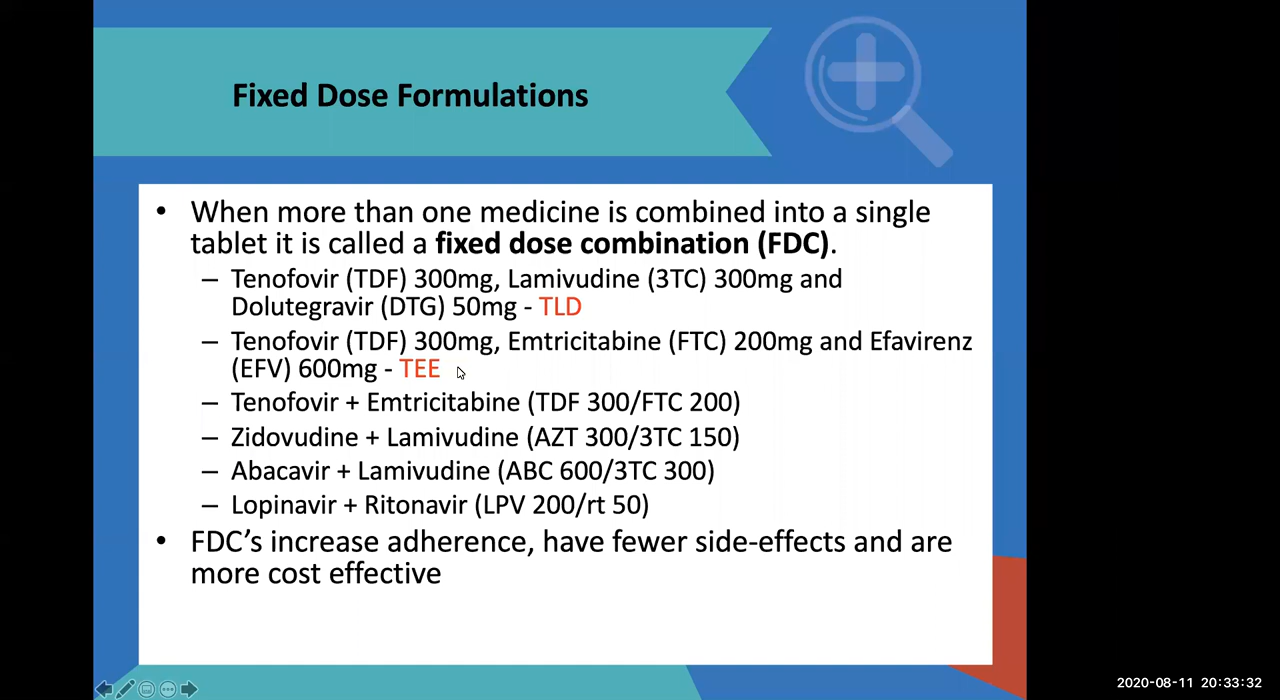 Fixed Dose Formulations
• When more than one medicine is combined into a single
tablet it is called a fixed dose combination (FDC).
– Tenofovir (TDF) 300mg, Lamivudine (3TC) 300mg and
Dolutegravir (DTG) 50mg - TLD
– Tenofovir (TDF) 300mg, Emtricitabine (FTC) 200mg and Efavirenz
(EFV) 600mg - TEE
– Tenofovir + Emtricitabine (TDF 300/FTC 200)
– Zidovudine + Lamivudine (AZT 300/3TC 150)
– Abacavir + Lamivudine (ABC 600/3TC 300)
– Lopinavir + Ritonavir (LPV 200/rt 50)
• FDC’s increase adherence, have fewer side-effects and are
more cost effective
2020-08-11 20:33:32